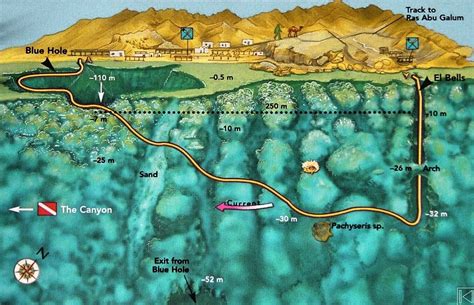 Track to
Ras Abu Galum
Blue Hole
–110 m
–0.5 m
El Bells
–7 m
250 m
–10 m
–10 m
–25 m
Sand
–26 m
Arch
The Canyon
Current
–30 m
–32 m
Pachyseris sp.
N
Exit from
Blue Hole
–52 m